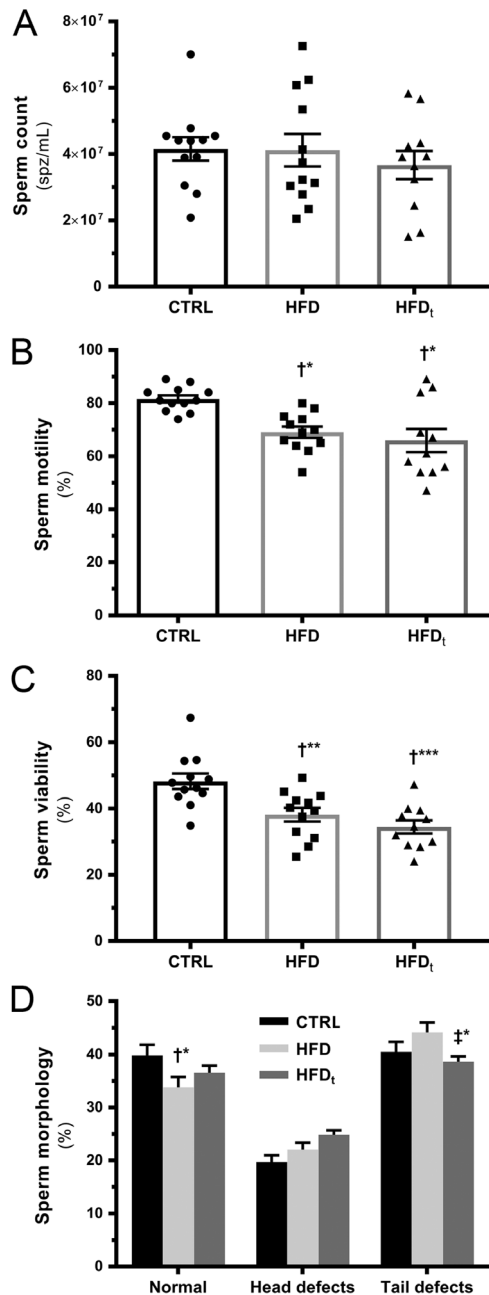 A
Sperm count
(spz/mL)
8×10⁷
6×10⁷
4×10⁷
2×10⁷
0
CTRL
HFD
HFDₜ
B
Sperm motility
(%)
100
80
60
40
20
0
†*
†*
CTRL
HFD
HFDₜ
C
Sperm viability
(%)
80
60
40
20
0
†**
†***
CTRL
HFD
HFDₜ
D
Sperm morphology
(%)
50
40
30
20
10
0
CTRL
HFD
HFDₜ
†*
‡*
Normal
Head defects
Tail defects